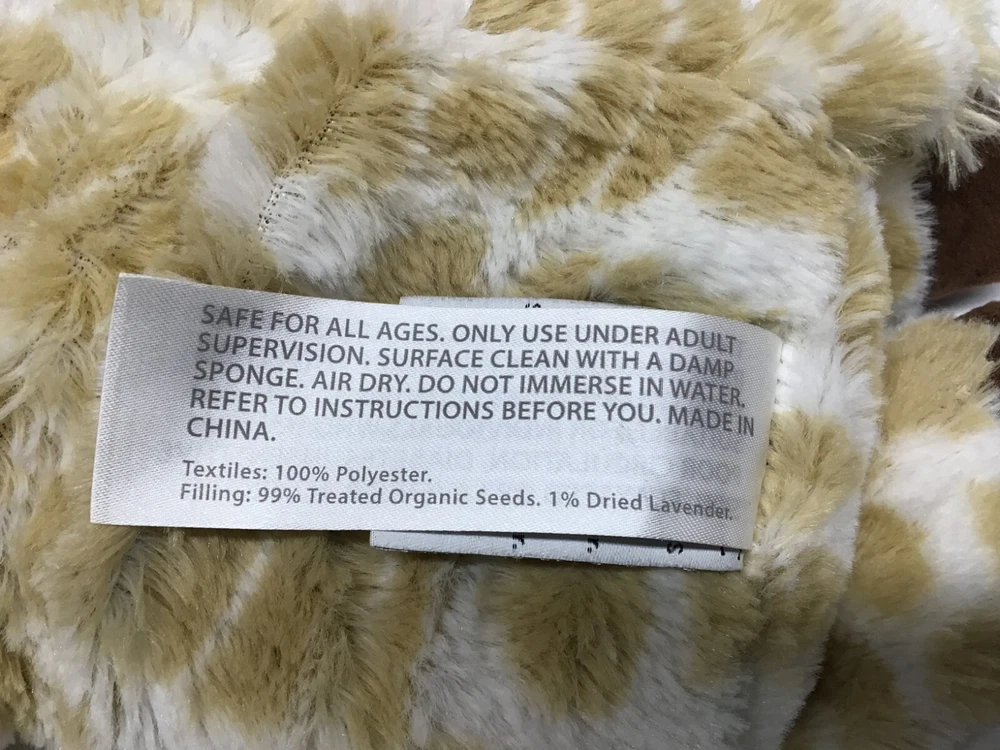 SAFE FOR ALL AGES. ONLY USE UNDER ADULT
SUPERVISION. SURFACE CLEAN WITH A DAMP
SPONGE. AIR DRY. DO NOT IMMERSE IN WATER.
REFER TO INSTRUCTIONS BEFORE YOU. MADE IN
CHINA.
Textiles: 100% Polyester.
Filling: 99% Treated Organic Seeds. 1% Dried Lavender.